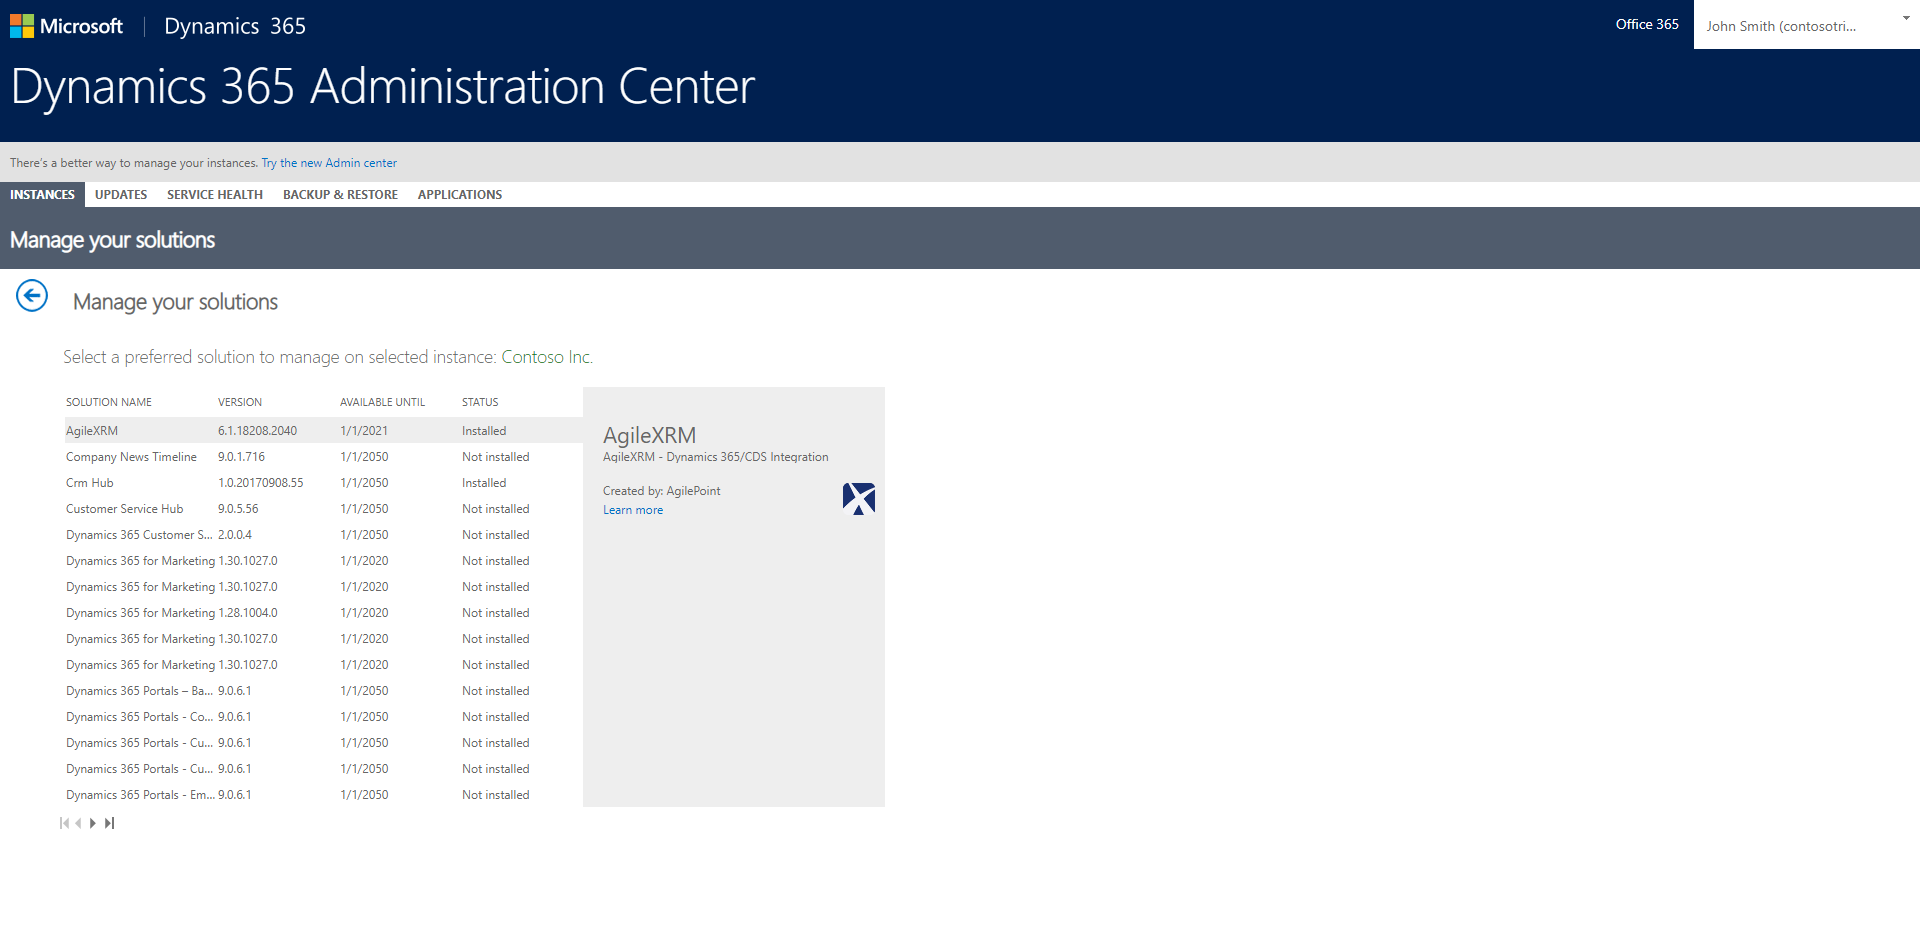 Microsoft | Dynamics 365
Office 365
John Smith (contosotri...
Dynamics 365 Administration Center
There's a better way to manage your instances. Try the new Admin center
INSTANCES UPDATES SERVICE HEALTH BACKUP & RESTORE APPLICATIONS
Manage your solutions
Manage your solutions
Select a preferred solution to manage on selected instance: Contoso Inc.
SOLUTION NAME VERSION AVAILABLE UNTIL STATUS
AgileXRM 6.1.18208.2040 1/1/2021 Installed
Company News Timeline 9.0.1.716 1/1/2050 Not installed
Crm Hub 1.0.20170908.55 1/1/2050 Installed
Customer Service Hub 9.0.5.56 1/1/2050 Not installed
Dynamics 365 Customer S... 2.0.0.4 1/1/2050 Not installed
Dynamics 365 for Marketing 1.30.1027.0 1/1/2020 Not installed
Dynamics 365 for Marketing 1.30.1027.0 1/1/2020 Not installed
Dynamics 365 for Marketing 1.28.1004.0 1/1/2020 Not installed
Dynamics 365 for Marketing 1.30.1027.0 1/1/2020 Not installed
Dynamics 365 for Marketing 1.30.1027.0 1/1/2020 Not installed
Dynamics 365 Portals – Ba... 9.0.6.1 1/1/2050 Not installed
Dynamics 365 Portals - Co... 9.0.6.1 1/1/2050 Not installed
Dynamics 365 Portals - Cu... 9.0.6.1 1/1/2050 Not installed
Dynamics 365 Portals - Cu... 9.0.6.1 1/1/2050 Not installed
Dynamics 365 Portals - Em... 9.0.6.1 1/1/2050 Not installed
AgileXRM
AgileXRM - Dynamics 365/CDS Integration
Created by: AgilePoint
Learn more